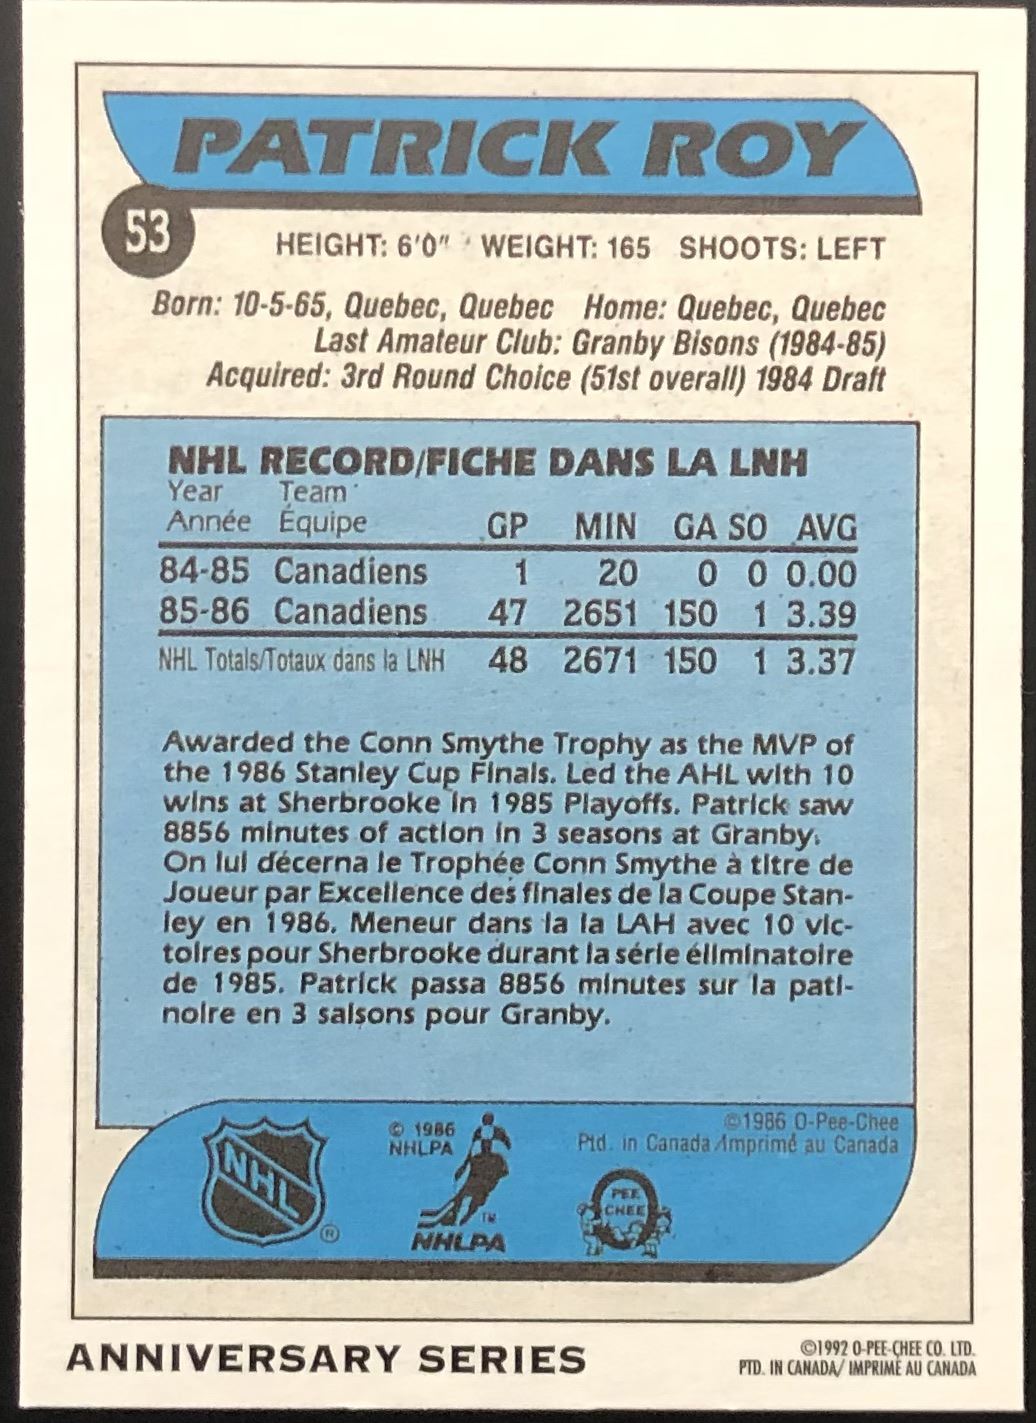 PATRICK ROY
53
HEIGHT: 6'0" WEIGHT: 165 SHOOTS: LEFT
Born: 10-5-65, Quebec, Quebec Home: Quebec, Quebec
Last Amateur Club: Granby Bisons (1984-85)
Acquired: 3rd Round Choice (51st overall) 1984 Draft
NHL RECORD/FICHE DANS LA LNH
Year Team
Année Équipe GP MIN GA SO AVG
84-85 Canadiens 1 20 0 0 0.00
85-86 Canadiens 47 2651 150 1 3.39
NHL Totals/Totaux dans la LNH 48 2671 150 1 3.37
Awarded the Conn Smythe Trophy as the MVP of
the 1986 Stanley Cup Finals. Led the AHL with 10
wins at Sherbrooke in 1985 Playoffs. Patrick saw
8856 minutes of action in 3 seasons at Granby.
On lui décerna le Trophée Conn Smythe à titre de
Joueur par Excellence des finales de la Coupe Stan-
ley en 1986. Meneur dans la la LAH avec 10 vic-
toires pour Sherbrooke durant la série éliminatoire
de 1985. Patrick passa 8856 minutes sur la pati-
noire en 3 saisons pour Granby.
NHL ®
© 1986
NHLPA
TM
NHLPA
©1986 O-Pee-Chee
Ptd. in Canada/Imprimé au Canada
PEE
CHEE
ANNIVERSARY SERIES
©1992 O-PEE-CHEE CO. LTD.
PTD. IN CANADA/ IMPRIMÉ AU CANADA